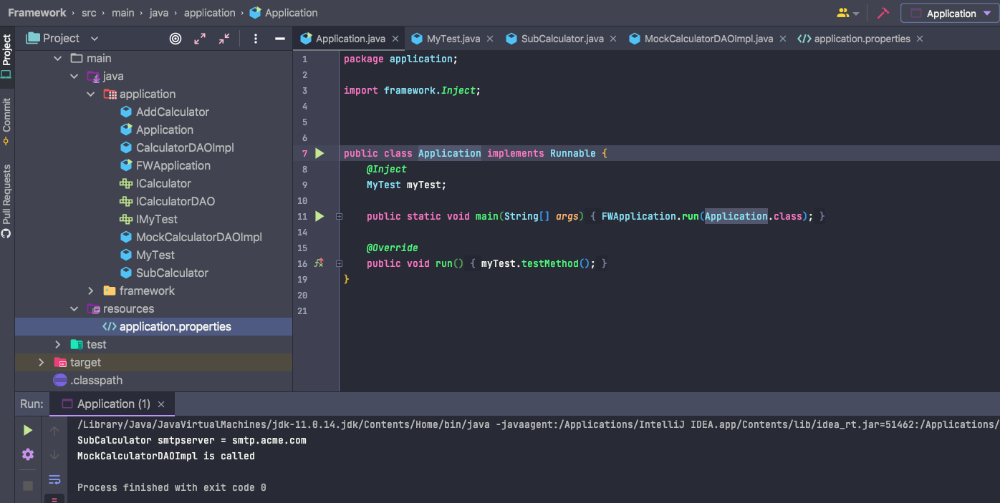 Framework › src › main › java › application › Application
Application
Project
Commit
Pull Requests
Project
main
java
application
AddCalculator
Application
CalculatorDAOImpl
FWApplication
ICalculator
ICalculatorDAO
IMyTest
MockCalculatorDAOImpl
MyTest
SubCalculator
framework
resources
application.properties
test
target
.classpath
Application.java × MyTest.java × SubCalculator.java × MockCalculatorDAOImpl.java × application.properties ×
1 package application;
2
3 import framework.Inject;
4
5
6
7 public class Application implements Runnable {
8 @Inject
9 MyTest myTest;
10
11 public static void main(String[] args) { FWApplication.run(Application.class); }
14
15 @Override
16 public void run() { myTest.testMethod(); }
19 }
20
21
Run: Application (1) ×
/Library/Java/JavaVirtualMachines/jdk-11.0.14.jdk/Contents/Home/bin/java -javaagent:/Applications/IntelliJ IDEA.app/Contents/lib/idea_rt.jar=51462:/Applications/
SubCalculator smtpserver = smtp.acme.com
MockCalculatorDAOImpl is called
Process finished with exit code 0